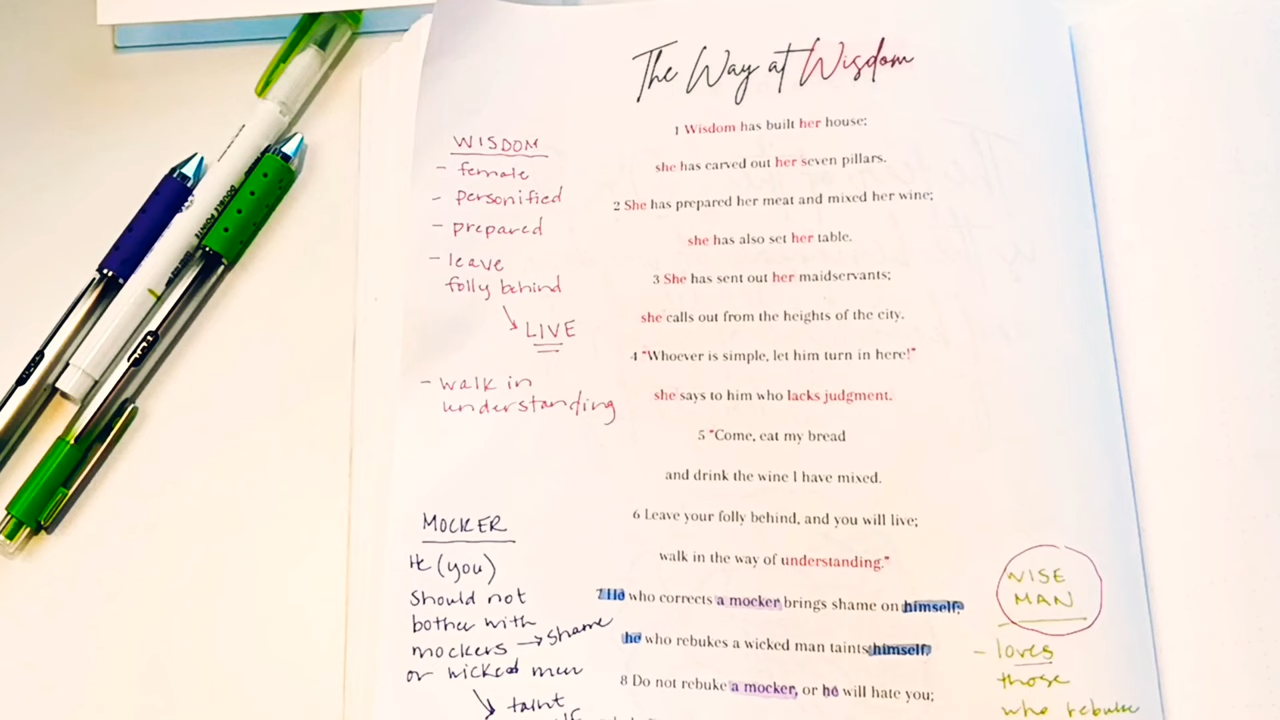 The Way at Wisdom
WISDOM
- female
- personified
- prepared
- leave
folly behind
LIVE
- walk in
understanding
1 Wisdom has built her house;
she has carved out her seven pillars.
2 She has prepared her meat and mixed her wine;
she has also set her table.
3 She has sent out her maidservants;
she calls out from the heights of the city.
4 "Whoever is simple, let him turn in here!"
she says to him who lacks judgment.
5 "Come, eat my bread
and drink the wine I have mixed.
6 Leave your folly behind, and you will live;
walk in the way of understanding."
7 He who corrects a mocker brings shame on himself;
he who rebukes a wicked man taints himself.
8 Do not rebuke a mocker, or he will hate you;
MOCKER
He (you)
should not
bother with
mockers → shame
or wicked men
taint
WISE
MAN
- loves
those
who rebuke